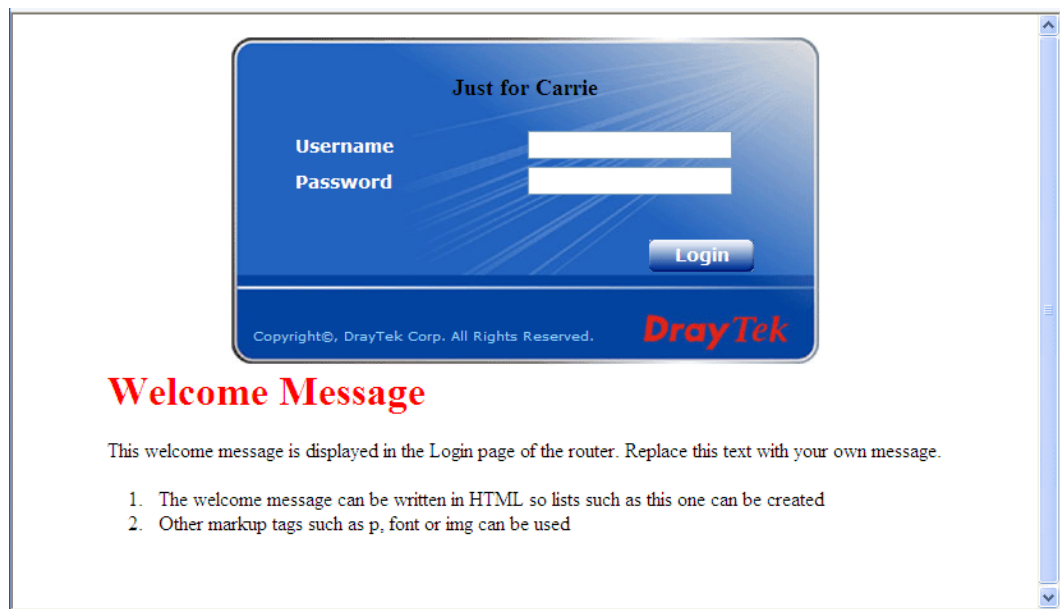 Just for Carrie
Username
Password
Login
Copyright©, DrayTek Corp. All Rights Reserved.
DrayTek
Welcome Message
This welcome message is displayed in the Login page of the router. Replace this text with your own message.
1. The welcome message can be written in HTML so lists such as this one can be created
2. Other markup tags such as p, font or img can be used